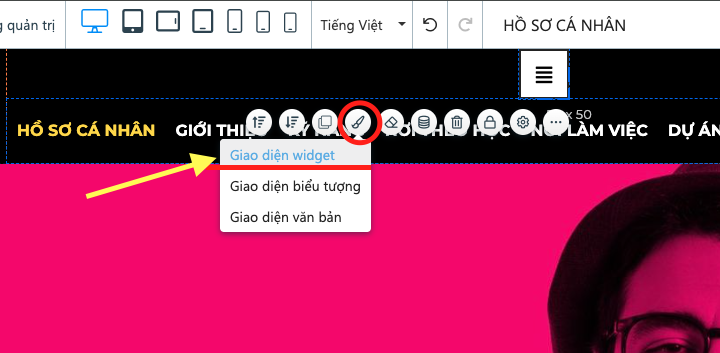 quản trị
Tiếng Việt
HỒ SƠ CÁ NHÂN
x 50
HỒ SƠ CÁ NHÂN
GIỚI THIỆU
LÀM VIỆC
DỰ ÁN
Giao diện widget
Giao diện biểu tượng
Giao diện văn bản